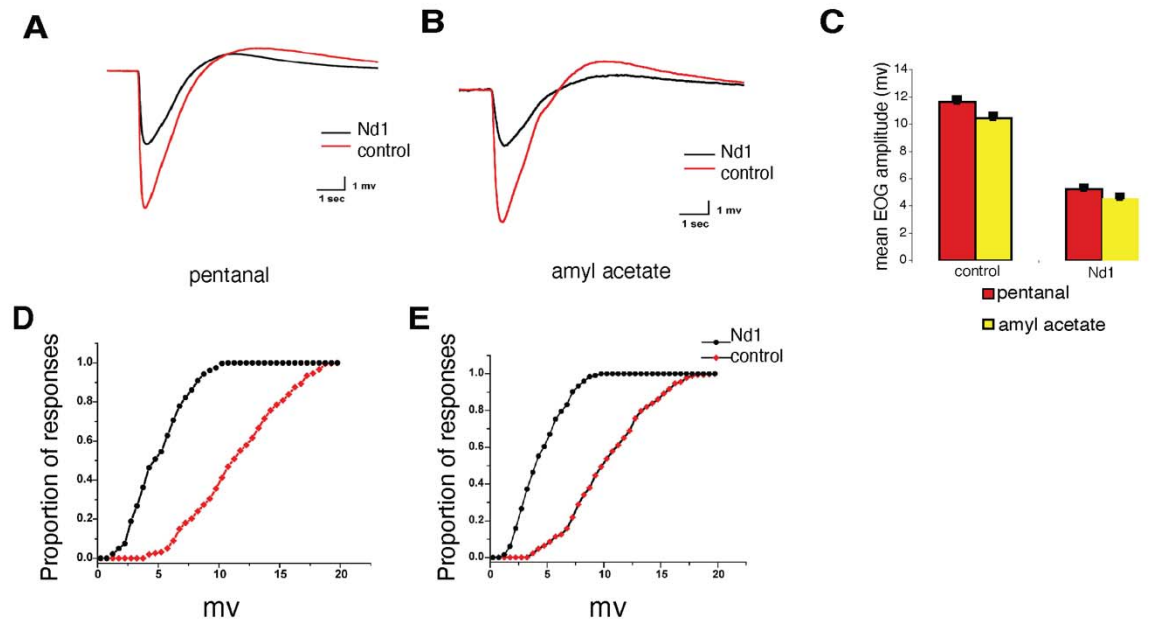 A
Nd1
control
1 mv
1 sec
pentanal
B
Nd1
control
1 mv
1 sec
amyl acetate
C
mean EOG amplitude (mv)
14
12
10
8
6
4
2
0
control Nd1
pentanal
amyl acetate
D
Proportion of responses
1.0
0.8
0.6
0.4
0.2
0.0
0 5 10 15 20
mv
E
Nd1
control
Proportion of responses
1.0
0.8
0.6
0.4
0.2
0.0
0 5 10 15 20
mv